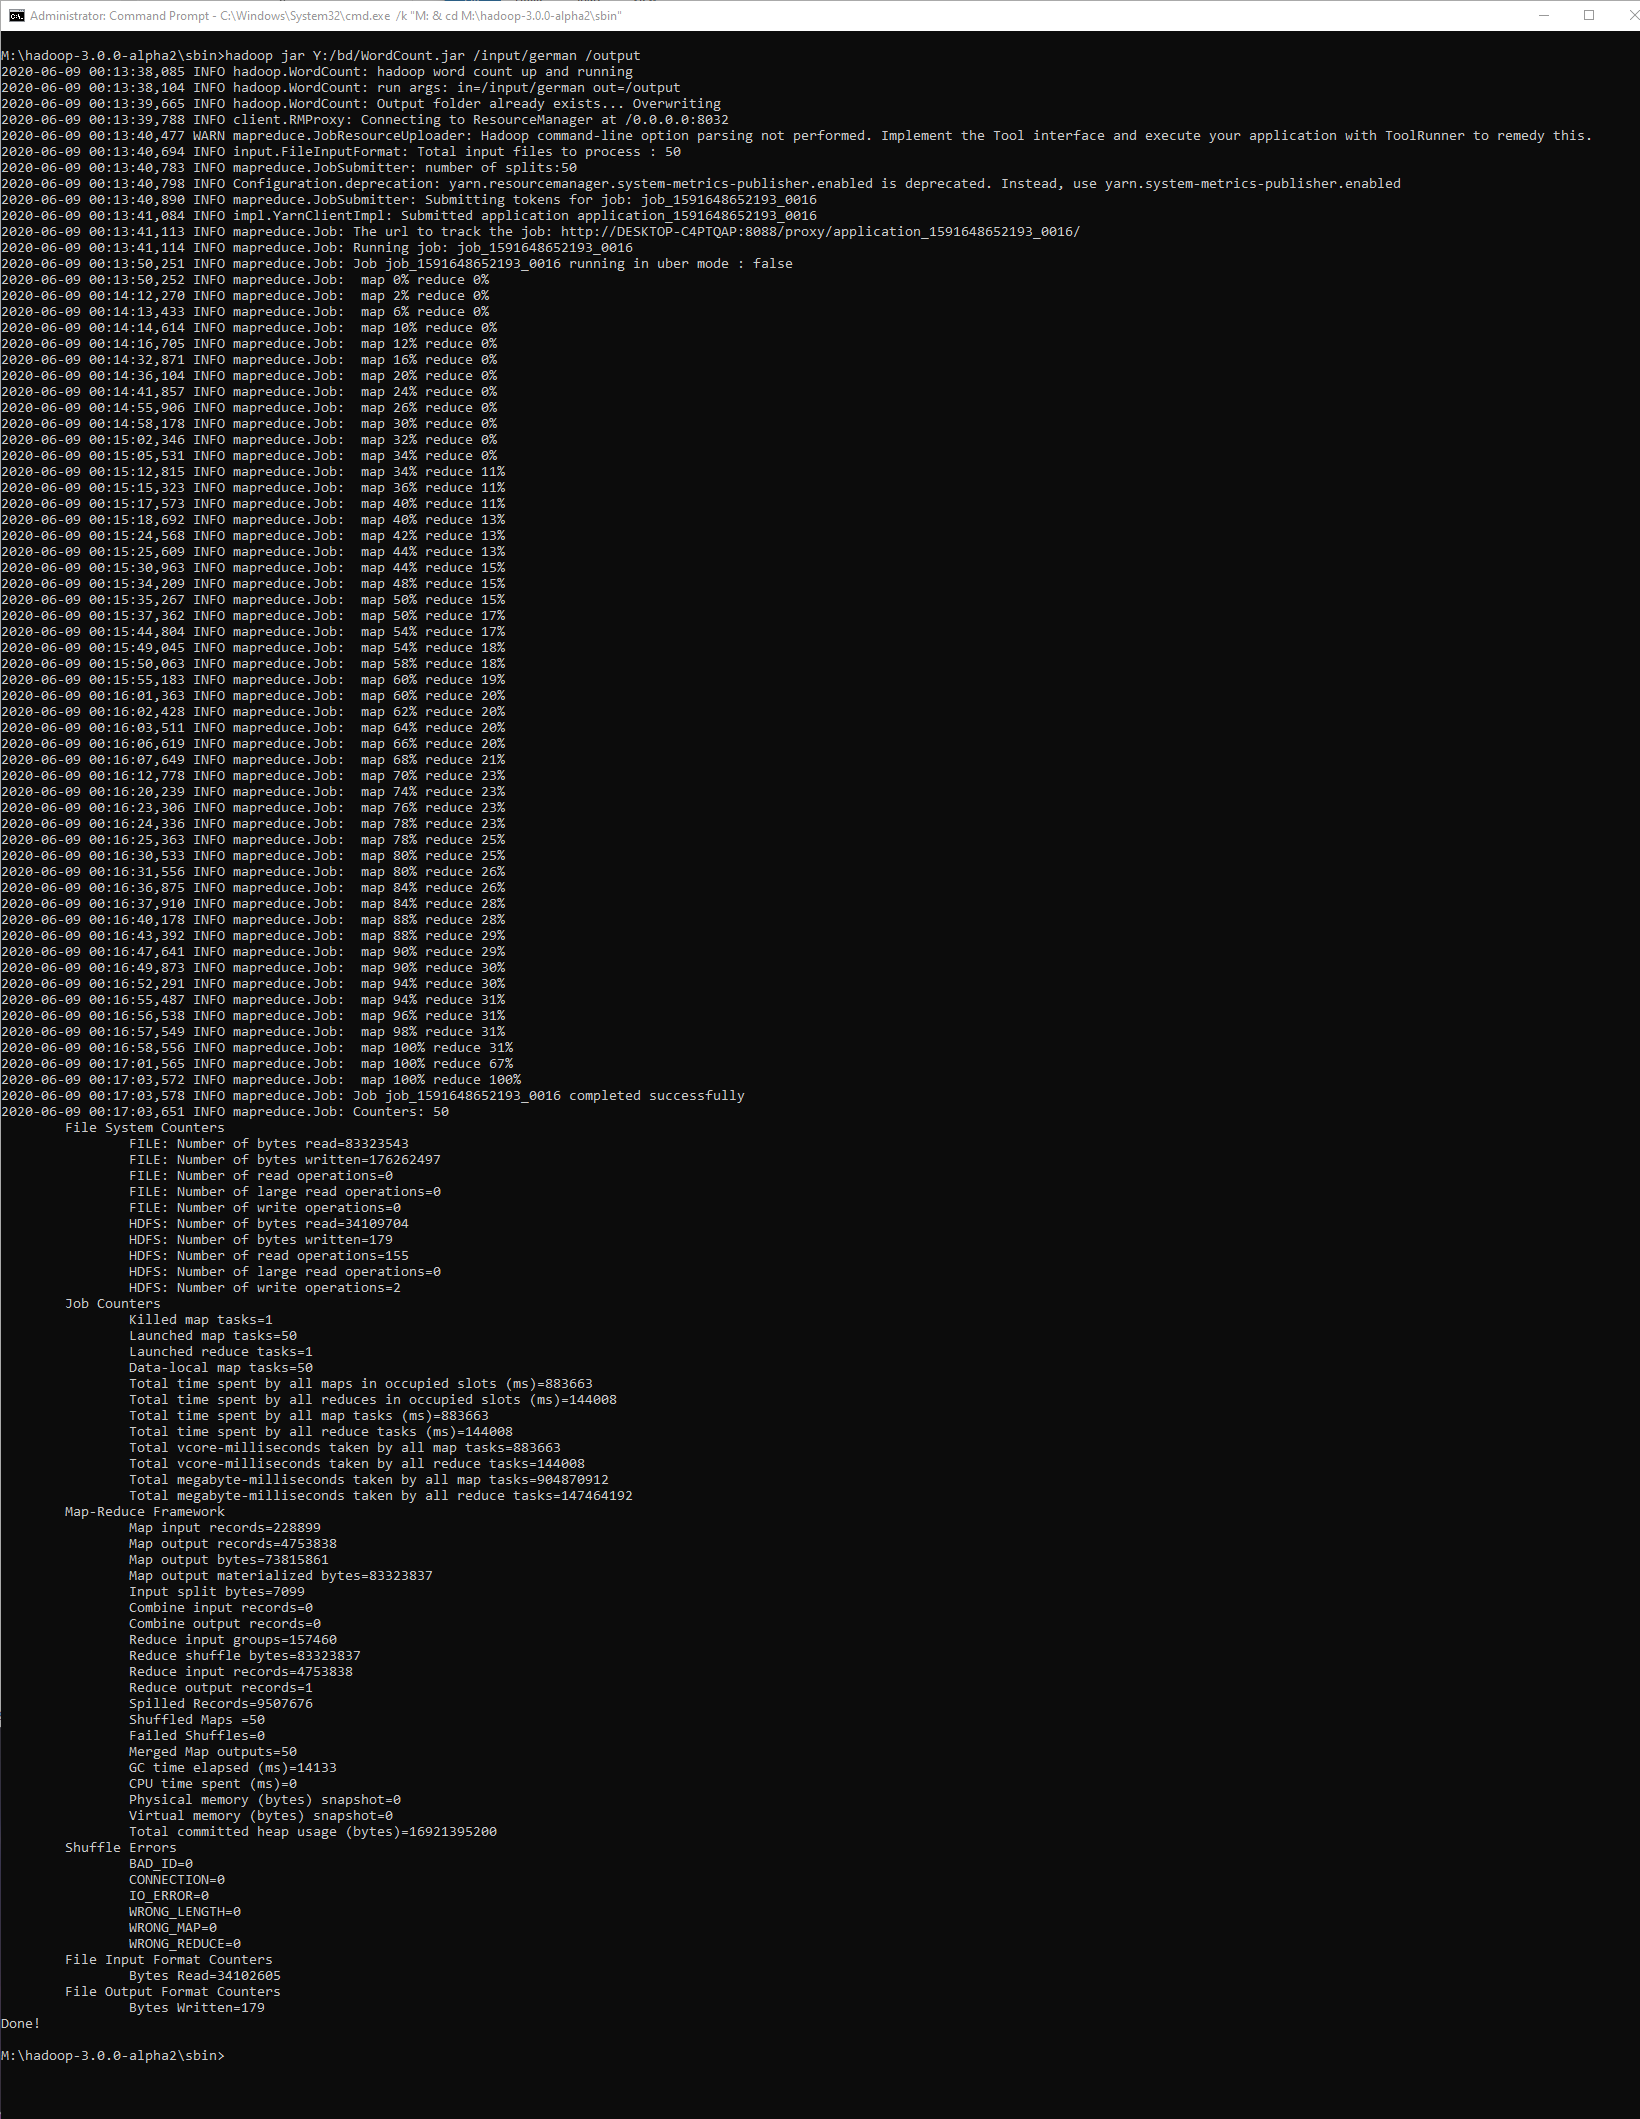 Administrator: Command Prompt - C:\Windows\System32\cmd.exe /k "M: & cd M:\hadoop-3.0.0-alpha2\sbin"
M:\hadoop-3.0.0-alpha2\sbin>hadoop jar Y:/bd/WordCount.jar /input/german /output
2020-06-09 00:13:38,085 INFO hadoop.WordCount: hadoop word count up and running
2020-06-09 00:13:38,104 INFO hadoop.WordCount: run args: in=/input/german out=/output
2020-06-09 00:13:39,665 INFO hadoop.WordCount: Output folder already exists... Overwriting
2020-06-09 00:13:39,788 INFO client.RMProxy: Connecting to ResourceManager at /0.0.0.0:8032
2020-06-09 00:13:40,477 WARN mapreduce.JobResourceUploader: Hadoop command-line option parsing not performed. Implement the Tool interface and execute your application with ToolRunner to remedy this.
2020-06-09 00:13:40,694 INFO input.FileInputFormat: Total input files to process : 50
2020-06-09 00:13:40,783 INFO mapreduce.JobSubmitter: number of splits:50
2020-06-09 00:13:40,798 INFO Configuration.deprecation: yarn.resourcemanager.system-metrics-publisher.enabled is deprecated. Instead, use yarn.system-metrics-publisher.enabled
2020-06-09 00:13:40,890 INFO mapreduce.JobSubmitter: Submitting tokens for job: job_1591648652193_0016
2020-06-09 00:13:41,084 INFO impl.YarnClientImpl: Submitted application application_1591648652193_0016
2020-06-09 00:13:41,113 INFO mapreduce.Job: The url to track the job: http://DESKTOP-C4PTQAP:8088/proxy/application_1591648652193_0016/
2020-06-09 00:13:41,114 INFO mapreduce.Job: Running job: job_1591648652193_0016
2020-06-09 00:13:50,251 INFO mapreduce.Job: Job job_1591648652193_0016 running in uber mode : false
2020-06-09 00:13:50,252 INFO mapreduce.Job:  map 0% reduce 0%
2020-06-09 00:14:12,270 INFO mapreduce.Job:  map 2% reduce 0%
2020-06-09 00:14:13,433 INFO mapreduce.Job:  map 6% reduce 0%
2020-06-09 00:14:14,614 INFO mapreduce.Job:  map 10% reduce 0%
2020-06-09 00:14:16,705 INFO mapreduce.Job:  map 12% reduce 0%
2020-06-09 00:14:32,871 INFO mapreduce.Job:  map 16% reduce 0%
2020-06-09 00:14:36,104 INFO mapreduce.Job:  map 20% reduce 0%
2020-06-09 00:14:41,857 INFO mapreduce.Job:  map 24% reduce 0%
2020-06-09 00:14:55,906 INFO mapreduce.Job:  map 26% reduce 0%
2020-06-09 00:14:58,178 INFO mapreduce.Job:  map 30% reduce 0%
2020-06-09 00:15:02,346 INFO mapreduce.Job:  map 32% reduce 0%
2020-06-09 00:15:05,531 INFO mapreduce.Job:  map 34% reduce 0%
2020-06-09 00:15:12,815 INFO mapreduce.Job:  map 34% reduce 11%
2020-06-09 00:15:15,323 INFO mapreduce.Job:  map 36% reduce 11%
2020-06-09 00:15:17,573 INFO mapreduce.Job:  map 40% reduce 11%
2020-06-09 00:15:18,692 INFO mapreduce.Job:  map 40% reduce 13%
2020-06-09 00:15:24,568 INFO mapreduce.Job:  map 42% reduce 13%
2020-06-09 00:15:25,609 INFO mapreduce.Job:  map 44% reduce 13%
2020-06-09 00:15:30,963 INFO mapreduce.Job:  map 44% reduce 15%
2020-06-09 00:15:34,209 INFO mapreduce.Job:  map 48% reduce 15%
2020-06-09 00:15:35,267 INFO mapreduce.Job:  map 50% reduce 15%
2020-06-09 00:15:37,362 INFO mapreduce.Job:  map 50% reduce 17%
2020-06-09 00:15:44,804 INFO mapreduce.Job:  map 54% reduce 17%
2020-06-09 00:15:49,045 INFO mapreduce.Job:  map 54% reduce 18%
2020-06-09 00:15:50,063 INFO mapreduce.Job:  map 58% reduce 18%
2020-06-09 00:15:55,183 INFO mapreduce.Job:  map 60% reduce 19%
2020-06-09 00:16:01,363 INFO mapreduce.Job:  map 60% reduce 20%
2020-06-09 00:16:02,428 INFO mapreduce.Job:  map 62% reduce 20%
2020-06-09 00:16:03,511 INFO mapreduce.Job:  map 64% reduce 20%
2020-06-09 00:16:06,619 INFO mapreduce.Job:  map 66% reduce 20%
2020-06-09 00:16:07,649 INFO mapreduce.Job:  map 68% reduce 21%
2020-06-09 00:16:12,778 INFO mapreduce.Job:  map 70% reduce 23%
2020-06-09 00:16:20,239 INFO mapreduce.Job:  map 74% reduce 23%
2020-06-09 00:16:23,306 INFO mapreduce.Job:  map 76% reduce 23%
2020-06-09 00:16:24,336 INFO mapreduce.Job:  map 78% reduce 23%
2020-06-09 00:16:25,363 INFO mapreduce.Job:  map 78% reduce 25%
2020-06-09 00:16:30,533 INFO mapreduce.Job:  map 80% reduce 25%
2020-06-09 00:16:31,556 INFO mapreduce.Job:  map 80% reduce 26%
2020-06-09 00:16:36,875 INFO mapreduce.Job:  map 84% reduce 26%
2020-06-09 00:16:37,910 INFO mapreduce.Job:  map 84% reduce 28%
2020-06-09 00:16:40,178 INFO mapreduce.Job:  map 88% reduce 28%
2020-06-09 00:16:43,392 INFO mapreduce.Job:  map 88% reduce 29%
2020-06-09 00:16:47,641 INFO mapreduce.Job:  map 90% reduce 29%
2020-06-09 00:16:49,873 INFO mapreduce.Job:  map 90% reduce 30%
2020-06-09 00:16:52,291 INFO mapreduce.Job:  map 94% reduce 30%
2020-06-09 00:16:55,487 INFO mapreduce.Job:  map 94% reduce 31%
2020-06-09 00:16:56,538 INFO mapreduce.Job:  map 96% reduce 31%
2020-06-09 00:16:57,549 INFO mapreduce.Job:  map 98% reduce 31%
2020-06-09 00:16:58,556 INFO mapreduce.Job:  map 100% reduce 31%
2020-06-09 00:17:01,565 INFO mapreduce.Job:  map 100% reduce 67%
2020-06-09 00:17:03,572 INFO mapreduce.Job:  map 100% reduce 100%
2020-06-09 00:17:03,578 INFO mapreduce.Job: Job job_1591648652193_0016 completed successfully
2020-06-09 00:17:03,651 INFO mapreduce.Job: Counters: 50
File System Counters
FILE: Number of bytes read=83323543
FILE: Number of bytes written=176262497
FILE: Number of read operations=0
FILE: Number of large read operations=0
FILE: Number of write operations=0
HDFS: Number of bytes read=34109704
HDFS: Number of bytes written=179
HDFS: Number of read operations=155
HDFS: Number of large read operations=0
HDFS: Number of write operations=2
Job Counters
Killed map tasks=1
Launched map tasks=50
Launched reduce tasks=1
Data-local map tasks=50
Total time spent by all maps in occupied slots (ms)=883663
Total time spent by all reduces in occupied slots (ms)=144008
Total time spent by all map tasks (ms)=883663
Total time spent by all reduce tasks (ms)=144008
Total vcore-milliseconds taken by all map tasks=883663
Total vcore-milliseconds taken by all reduce tasks=144008
Total megabyte-milliseconds taken by all map tasks=904870912
Total megabyte-milliseconds taken by all reduce tasks=147464192
Map-Reduce Framework
Map input records=228899
Map output records=4753838
Map output bytes=73815861
Map output materialized bytes=83323837
Input split bytes=7099
Combine input records=0
Combine output records=0
Reduce input groups=157460
Reduce shuffle bytes=83323837
Reduce input records=4753838
Reduce output records=1
Spilled Records=9507676
Shuffled Maps =50
Failed Shuffles=0
Merged Map outputs=50
GC time elapsed (ms)=14133
CPU time spent (ms)=0
Physical memory (bytes) snapshot=0
Virtual memory (bytes) snapshot=0
Total committed heap usage (bytes)=16921395200
Shuffle Errors
BAD_ID=0
CONNECTION=0
IO_ERROR=0
WRONG_LENGTH=0
WRONG_MAP=0
WRONG_REDUCE=0
File Input Format Counters
Bytes Read=34102605
File Output Format Counters
Bytes Written=179
Done!
M:\hadoop-3.0.0-alpha2\sbin>